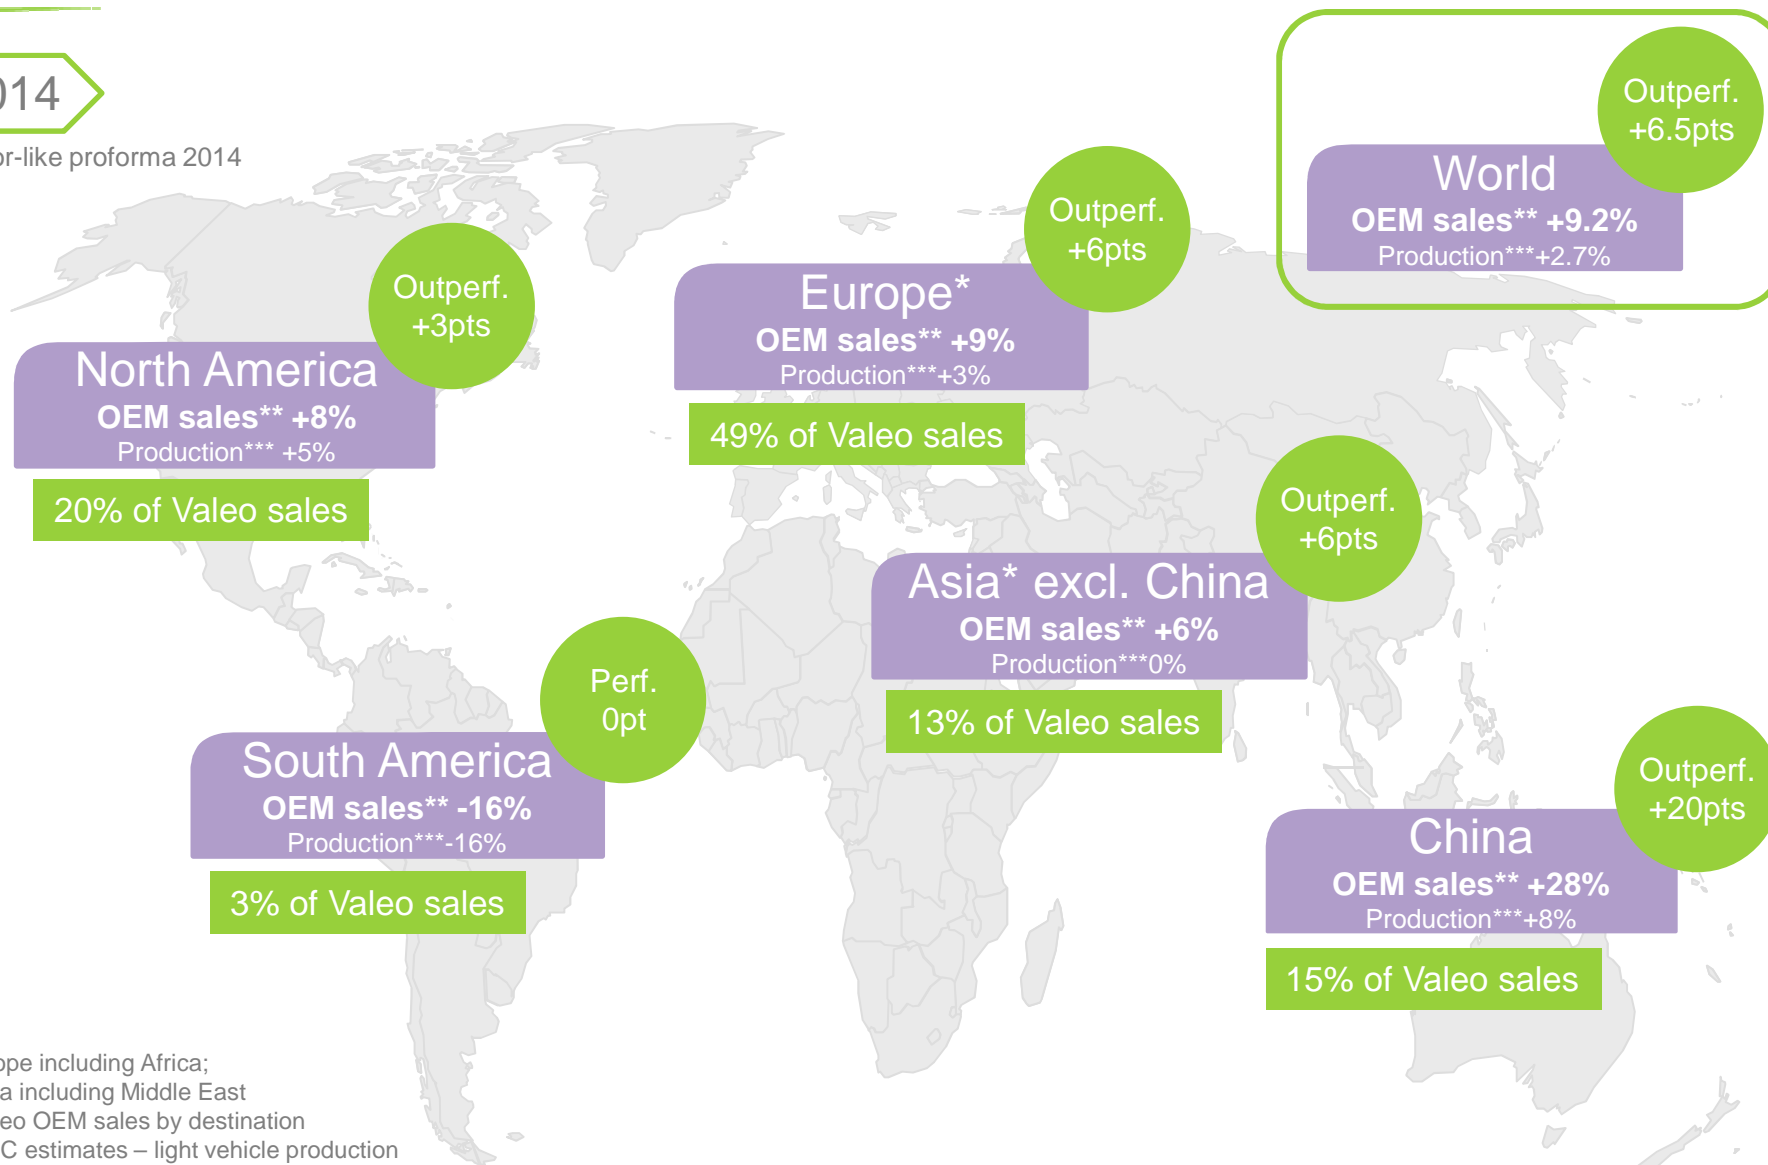 014
or-like proforma 2014
Outperf.
+6.5pts
World
OEM sales** +9.2%
Production***+2.7%
Outperf.
+6pts
Europe*
OEM sales** +9%
Production***+3%
49% of Valeo sales
Outperf.
+3pts
North America
OEM sales** +8%
Production*** +5%
20% of Valeo sales
Outperf.
+6pts
Asia* excl. China
OEM sales** +6%
Production***0%
13% of Valeo sales
Perf.
0pt
South America
OEM sales** -16%
Production***-16%
3% of Valeo sales
Outperf.
+20pts
China
OEM sales** +28%
Production***+8%
15% of Valeo sales
ope including Africa;
a including Middle East
eo OEM sales by destination
C estimates – light vehicle production